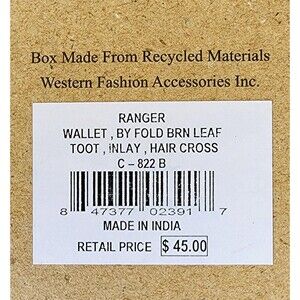 Box Made From Recycled Materials
Western Fashion Accessories Inc.
RANGER
WALLET , BY FOLD BRN LEAF
TOOT , INLAY , HAIR CROSS
C - 822 B
8 47377 02391 7
MADE IN INDIA
RETAIL PRICE $ 45.00